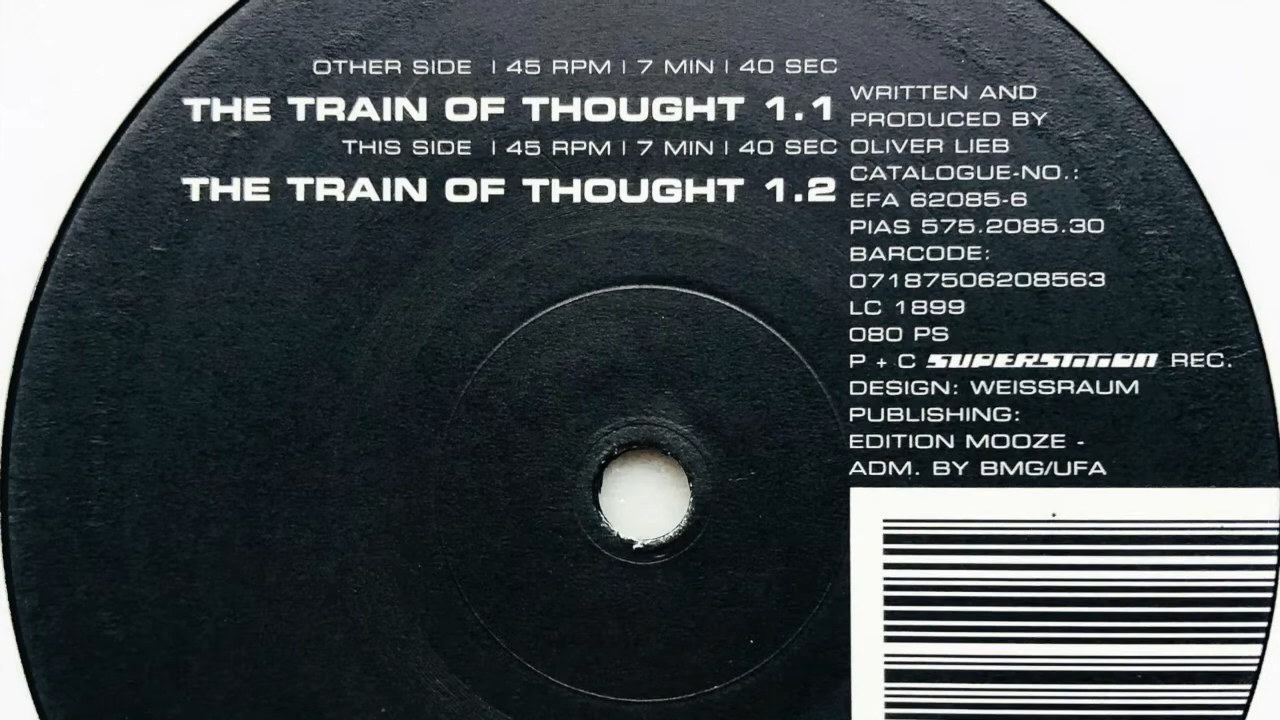 OTHER SIDE | 45 RPM | 7 MIN | 40 SEC
THE TRAIN OF THOUGHT 1.1
THIS SIDE | 45 RPM | 7 MIN | 40 SEC
THE TRAIN OF THOUGHT 1.2
WRITTEN AND
PRODUCED BY
OLIVER LIEB
CATALOGUE-NO.:
EFA 62085-6
PIAS 575.2085.30
BARCODE:
07187506208563
LC 1899
080 PS
P + C SUPERSTITION REC.
DESIGN: WEISSRAUM
PUBLISHING:
EDITION MOOZE -
ADM. BY BMG/UFA